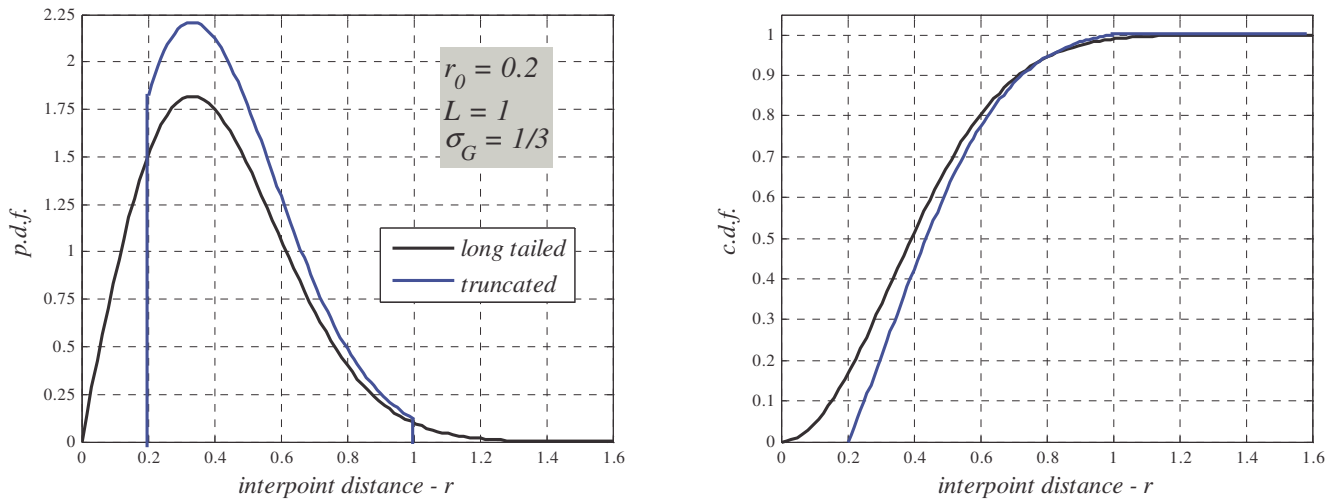 2.25
2
1.75
1.5
1.25
1
0.75
0.5
0.25
0
p.d.f.
r0 = 0.2
L = 1
σG = 1/3
long tailed
truncated
0 0.2 0.4 0.6 0.8 1 1.2 1.4 1.6
interpoint distance - r
1
0.9
0.8
0.7
0.6
0.5
0.4
0.3
0.2
0.1
0
c.d.f.
0 0.2 0.4 0.6 0.8 1 1.2 1.4 1.6
interpoint distance - r